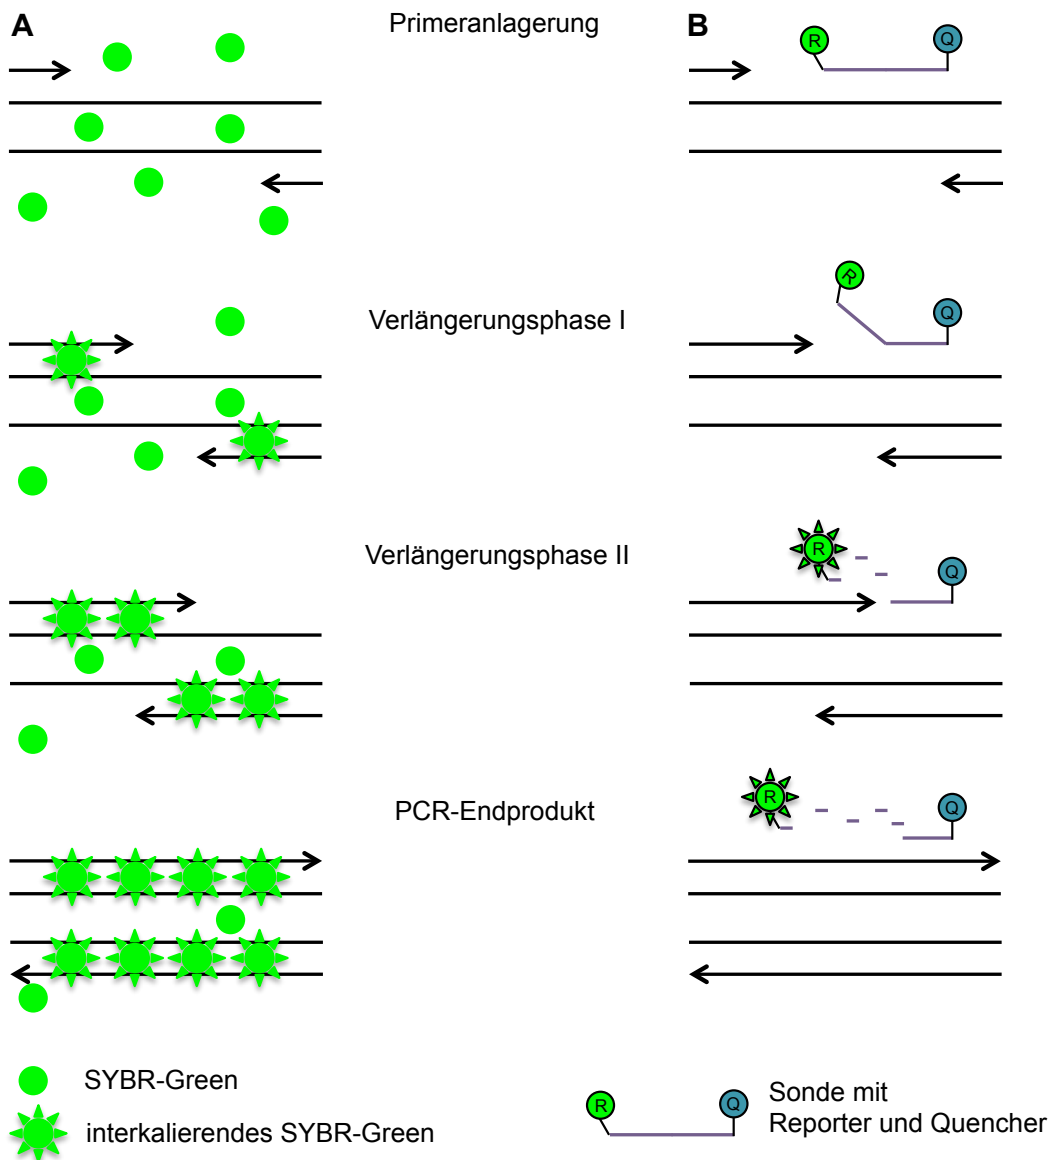 A
Primeranlagerung
B
R
Q
Verlängerungsphase I
R
Q
Verlängerungsphase II
R
Q
PCR-Endprodukt
R
Q
SYBR-Green
interkalierendes SYBR-Green
R
Q
Sonde mit
Reporter und Quencher